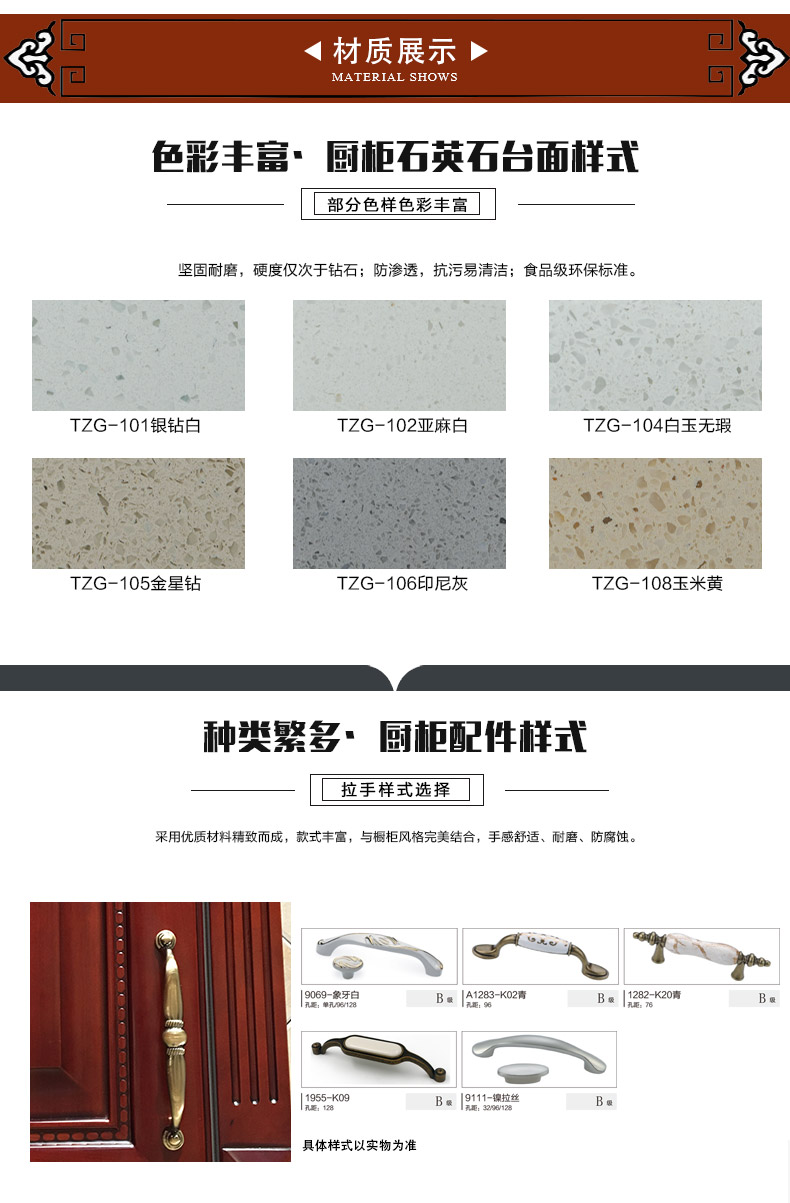 材质展示
MATERIAL SHOWS
色彩丰富· 厨柜石英石台面样式
部分色样色彩丰富
坚固耐磨，硬度仅次于钻石；防渗透，抗污易清洁；食品级环保标准。
TZG-101银钻白
TZG-102亚麻白
TZG-104白玉无瑕
TZG-105金星钻
TZG-106印尼灰
TZG-108玉米黄
种类繁多· 厨柜配件样式
拉手样式选择
采用优质材料精致而成，款式丰富，与橱柜风格完美结合，手感舒适、耐磨、防腐蚀。
9069-象牙白
孔距：单孔/96/128
B 级
A1283-K02青
孔距：96
B 级
1282-K20青
孔距：76
B 级
1955-K09
孔距：128
B 级
9111-镍拉丝
孔距：32/96/128
B 级
具体样式以实物为准